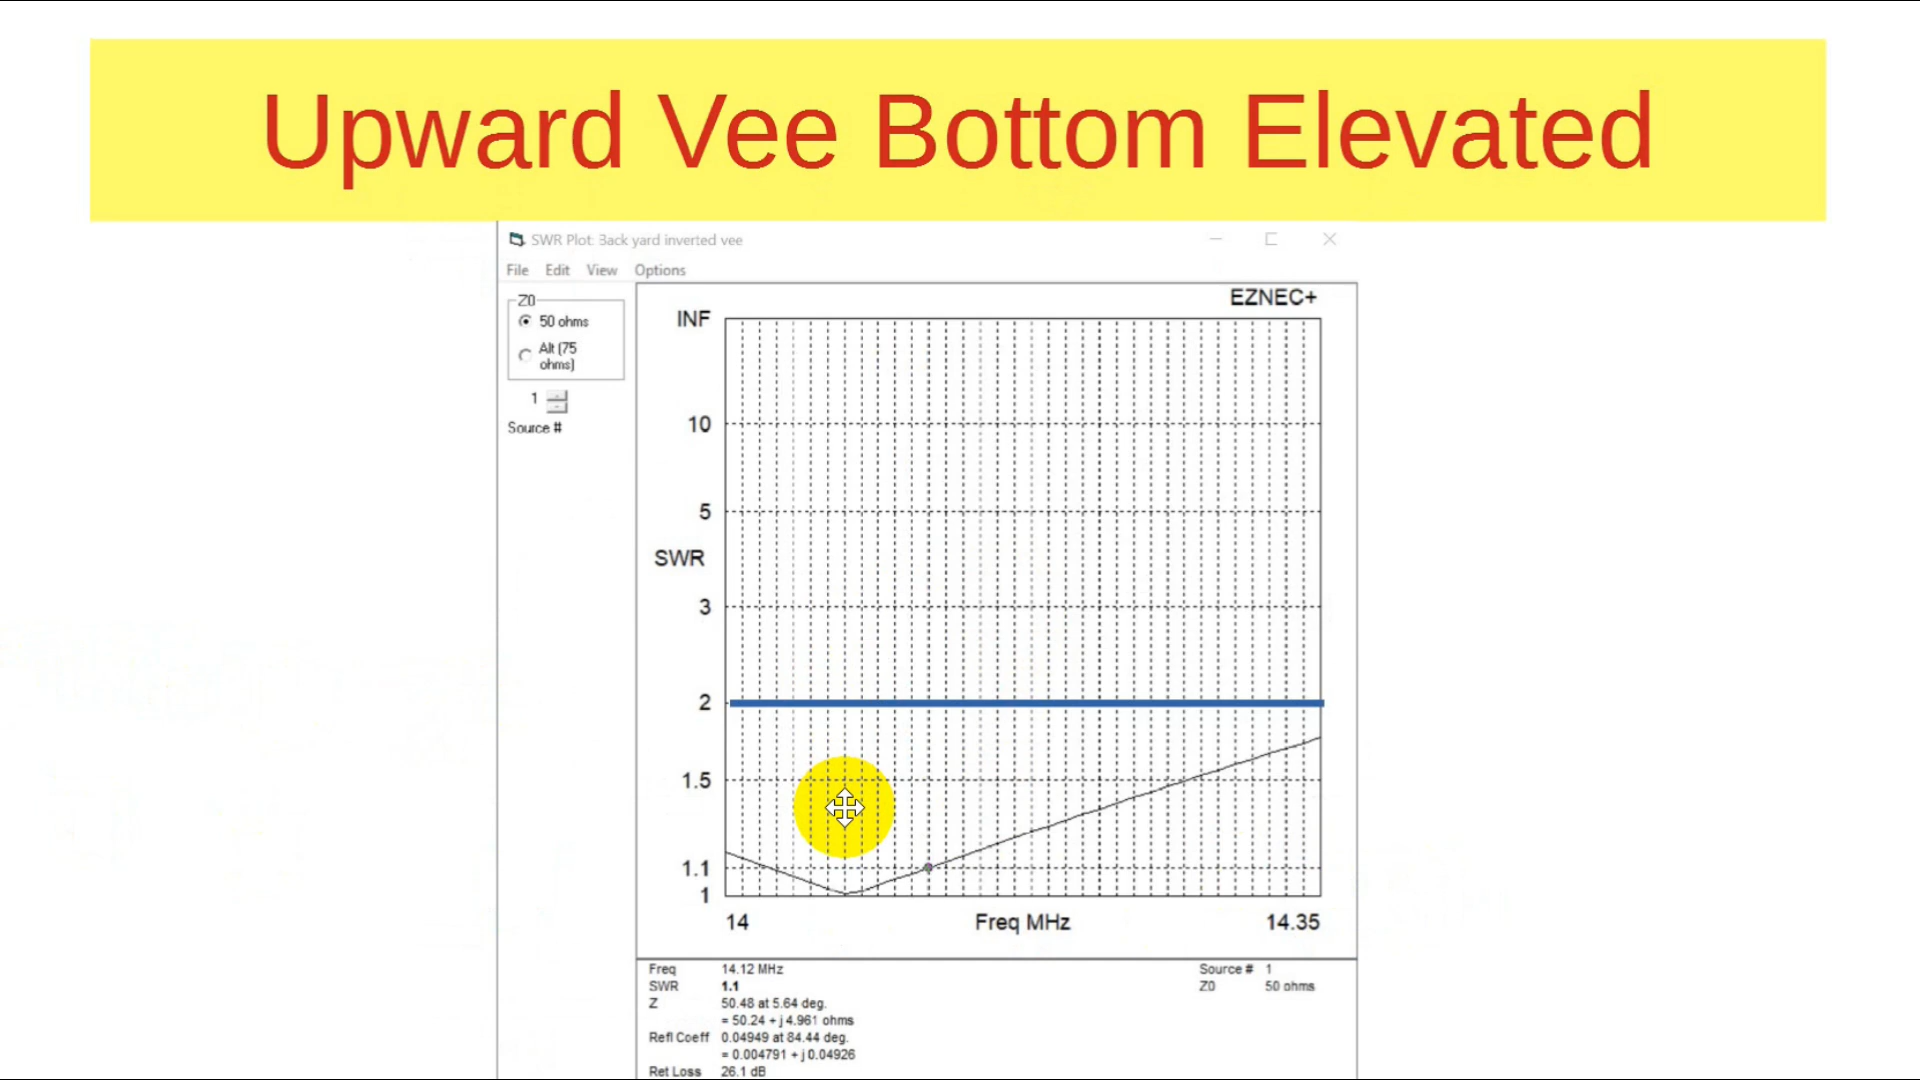 Upward Vee Bottom Elevated
SWR Plot: Back yard inverted vee
File Edit View Options
Z0
50 ohms
Alt (75
ohms)
1
Source #
EZNEC+
INF
10
5
SWR
3
2
1.5
1.1
1
14 Freq MHz 14.35
Freq 14.12 MHz Source # 1
SWR 1.1 Z0 50 ohms
Z 50.48 at 5.64 deg.
= 50.24 + j 4.961 ohms
Refl Coeff 0.04949 at 84.44 deg.
= 0.004791 + j 0.04926
Ret Loss 26.1 dB